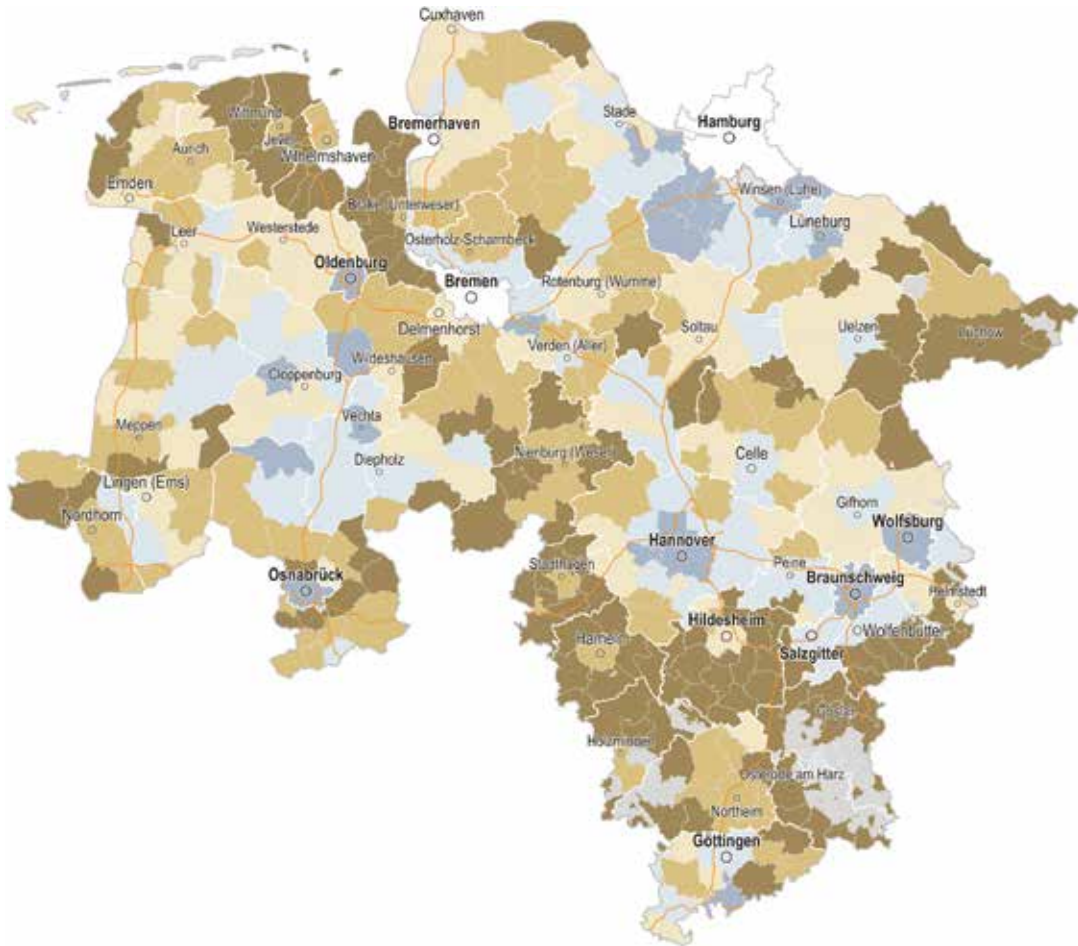 Cuxhaven
Stade
Hamburg
Wittmund
Bremerhaven
Jever
Aurich
Wilhelmshaven
Emden
Winsen (Luhe)
Brake (Unterweser)
Lüneburg
Leer
Westerstede
Osterholz-Scharmbeck
Oldenburg
Bremen
Rotenburg (Wümme)
Delmenhorst
Soltau
Uelzen
Lüchow
Verden (Aller)
Wildeshausen
Cloppenburg
Vechta
Meppen
Nienburg (Weser)
Diepholz
Celle
Lingen (Ems)
Gifhorn
Nordhorn
Wolfsburg
Hannover
Stadthagen
Peine
Osnabrück
Braunschweig
Helmstedt
Hildesheim
Wolfenbüttel
Hameln
Salzgitter
Goslar
Holzminden
Osterode am Harz
Northeim
Göttingen